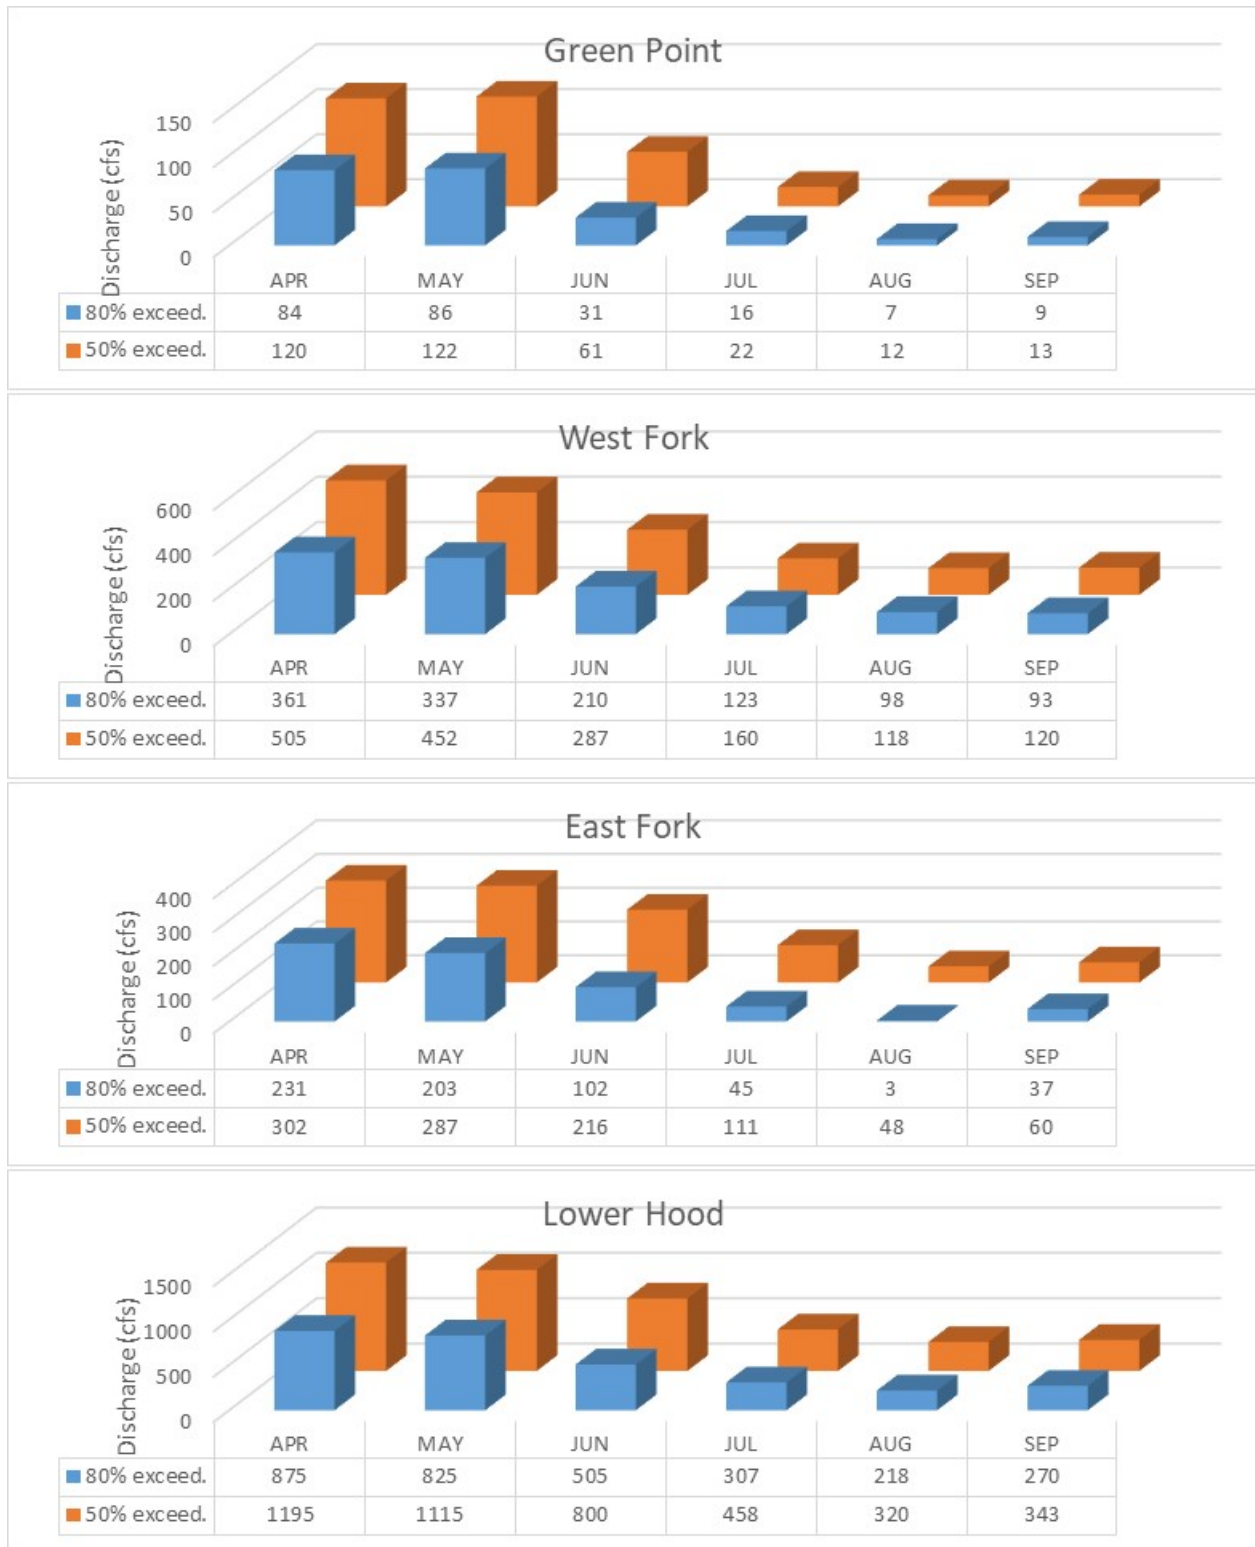 Green Point
Discharge (cfs)
150
100
50
0
APR MAY JUN JUL AUG SEP
80% exceed. 84 86 31 16 7 9
50% exceed. 120 122 61 22 12 13
West Fork
Discharge (cfs)
600
400
200
0
APR MAY JUN JUL AUG SEP
80% exceed. 361 337 210 123 98 93
50% exceed. 505 452 287 160 118 120
East Fork
Discharge (cfs)
400
300
200
100
0
APR MAY JUN JUL AUG SEP
80% exceed. 231 203 102 45 3 37
50% exceed. 302 287 216 111 48 60
Lower Hood
Discharge (cfs)
1500
1000
500
0
APR MAY JUN JUL AUG SEP
80% exceed. 875 825 505 307 218 270
50% exceed. 1195 1115 800 458 320 343